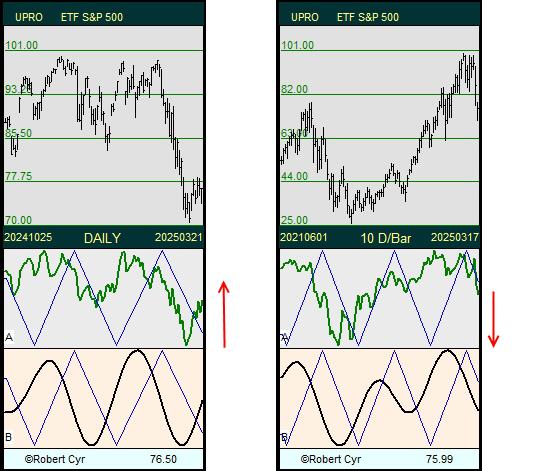 UPRO ETF S&P 500
101.00
93.25
85.50
77.75
70.00
20241025 DAILY 20250321
A
B
©Robert Cyr 76.50
UPRO ETF S&P 500
101.00
82.00
63.00
44.00
25.00
20210601 10 D/Bar 20250317
A
B
©Robert Cyr 75.99